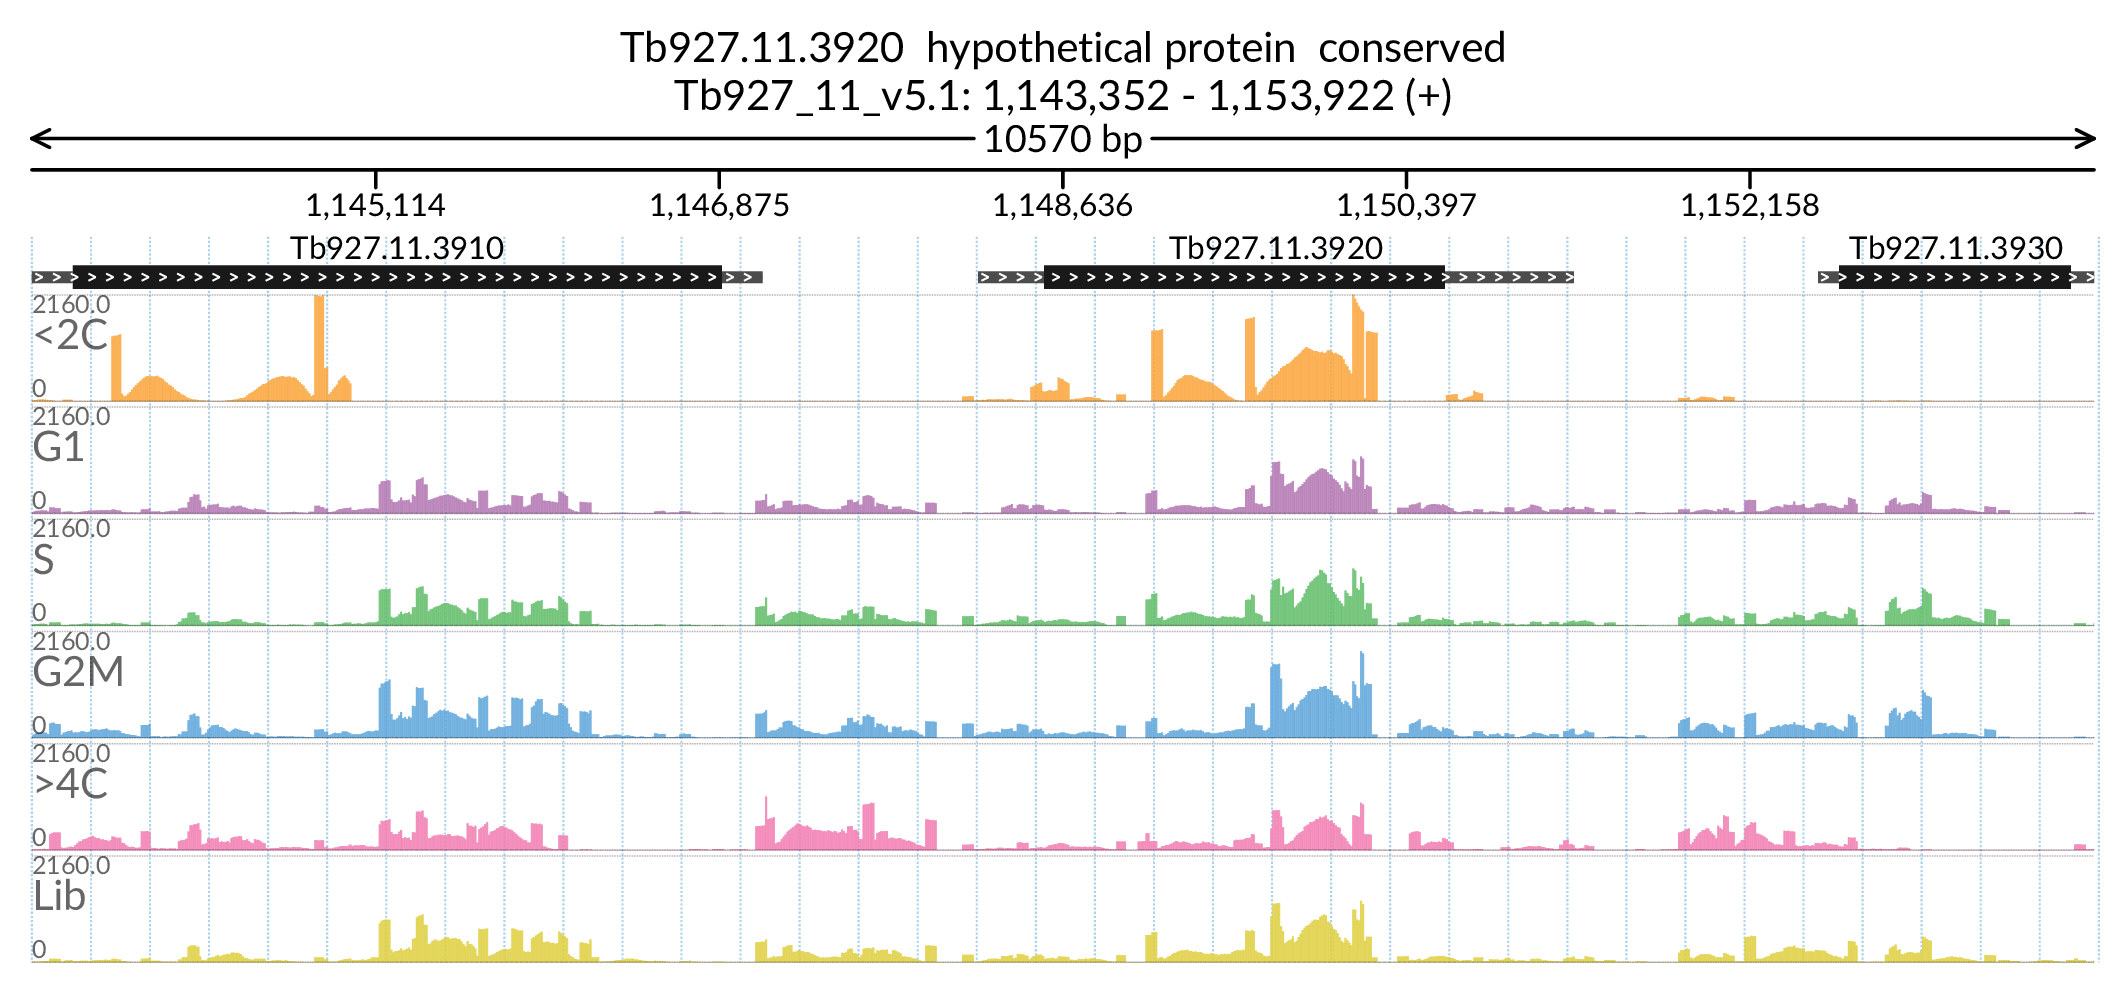 Tb927.11.3920  hypothetical protein  conserved
Tb927_11_v5.1: 1,143,352 - 1,153,922 (+)
10570 bp
1,145,114 1,146,875 1,148,636 1,150,397 1,152,158
Tb927.11.3910 Tb927.11.3920 Tb927.11.3930
2160.0
<2C
0
2160.0
G1
0
2160.0
S
0
2160.0
G2M
0
2160.0
>4C
0
2160.0
Lib
0